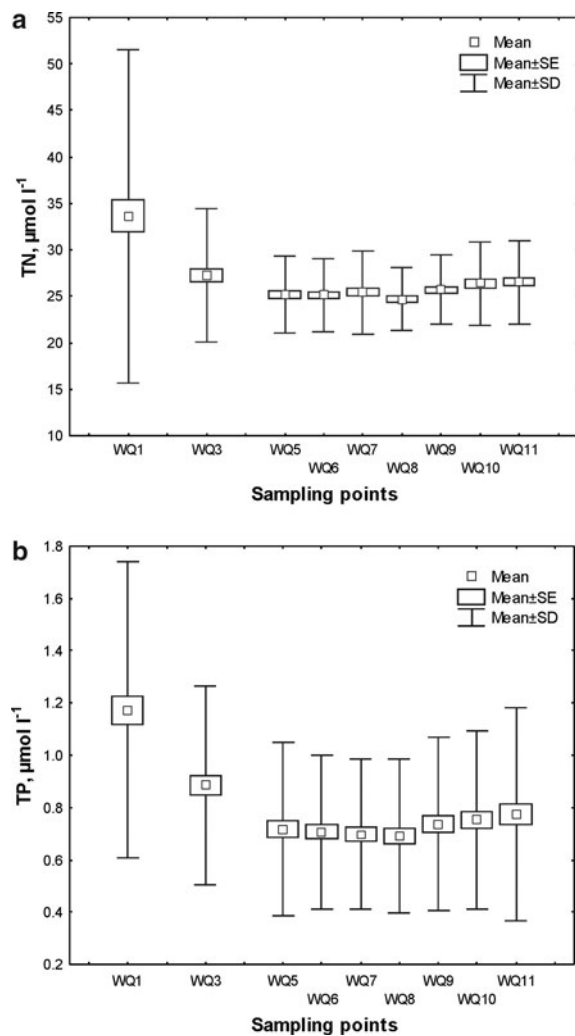 a
55
50
45
40
35
30
25
20
15
10
TN, µmol l⁻¹
Mean
Mean±SE
Mean±SD
WQ1 WQ3 WQ5 WQ7 WQ9 WQ11
WQ6 WQ8 WQ10
Sampling points
b
1.8
1.6
1.4
1.2
1.0
0.8
0.6
0.4
0.2
TP, µmol l⁻¹
Mean
Mean±SE
Mean±SD
WQ1 WQ3 WQ5 WQ7 WQ9 WQ11
WQ6 WQ8 WQ10
Sampling points